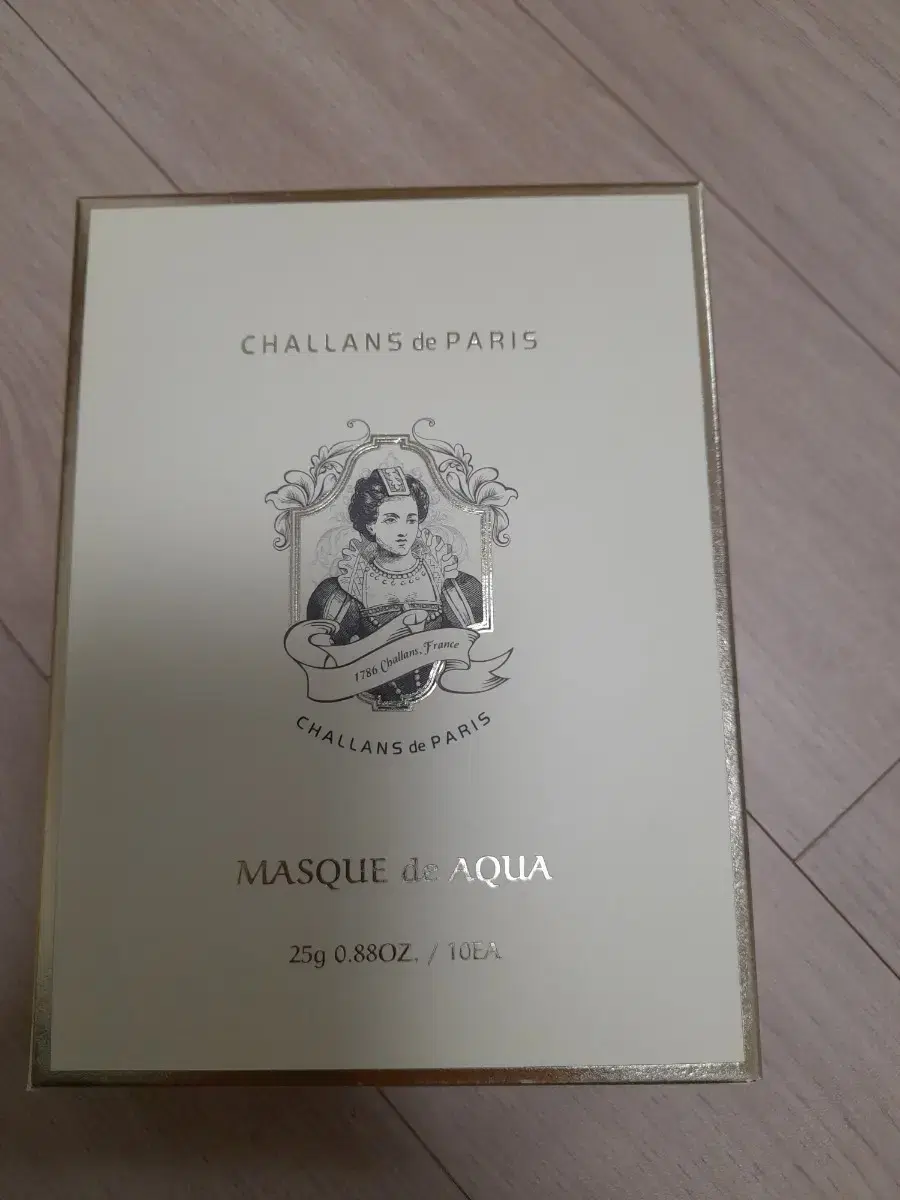 CHALLANS de PARIS
1786 Challans, France
CHALLANS de PARIS
MASQUE de AQUA
25g 0.88OZ. / 10EA